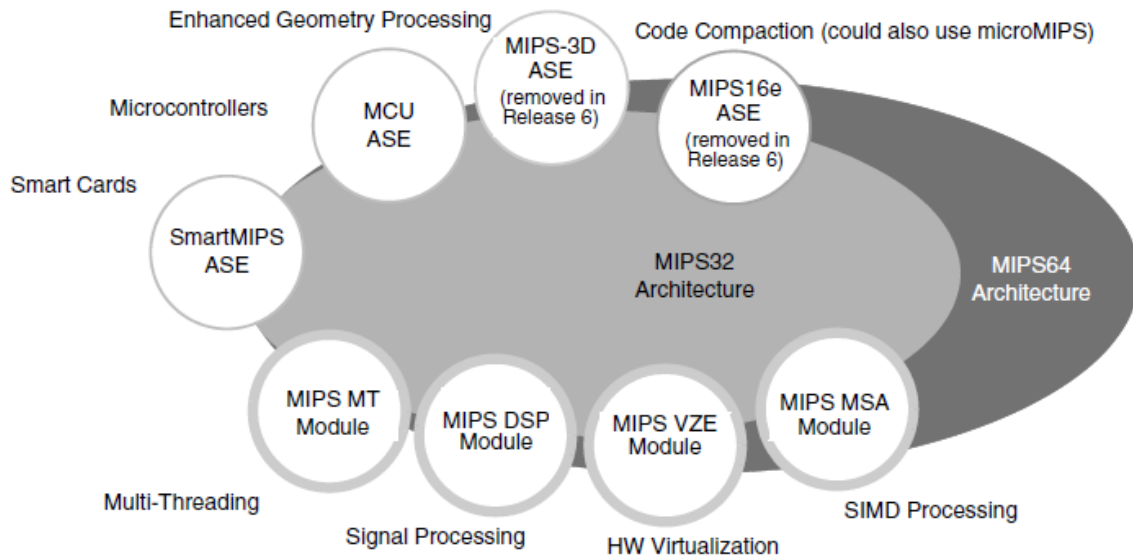 Enhanced Geometry Processing
MIPS-3D
ASE
(removed in
Release 6)
Code Compaction (could also use microMIPS)
MIPS16e
ASE
(removed in
Release 6)
Microcontrollers
MCU
ASE
Smart Cards
SmartMIPS
ASE
MIPS32
Architecture
MIPS64
Architecture
MIPS MT
Module
MIPS DSP
Module
MIPS VZE
Module
MIPS MSA
Module
Multi-Threading
Signal Processing
HW Virtualization
SIMD Processing